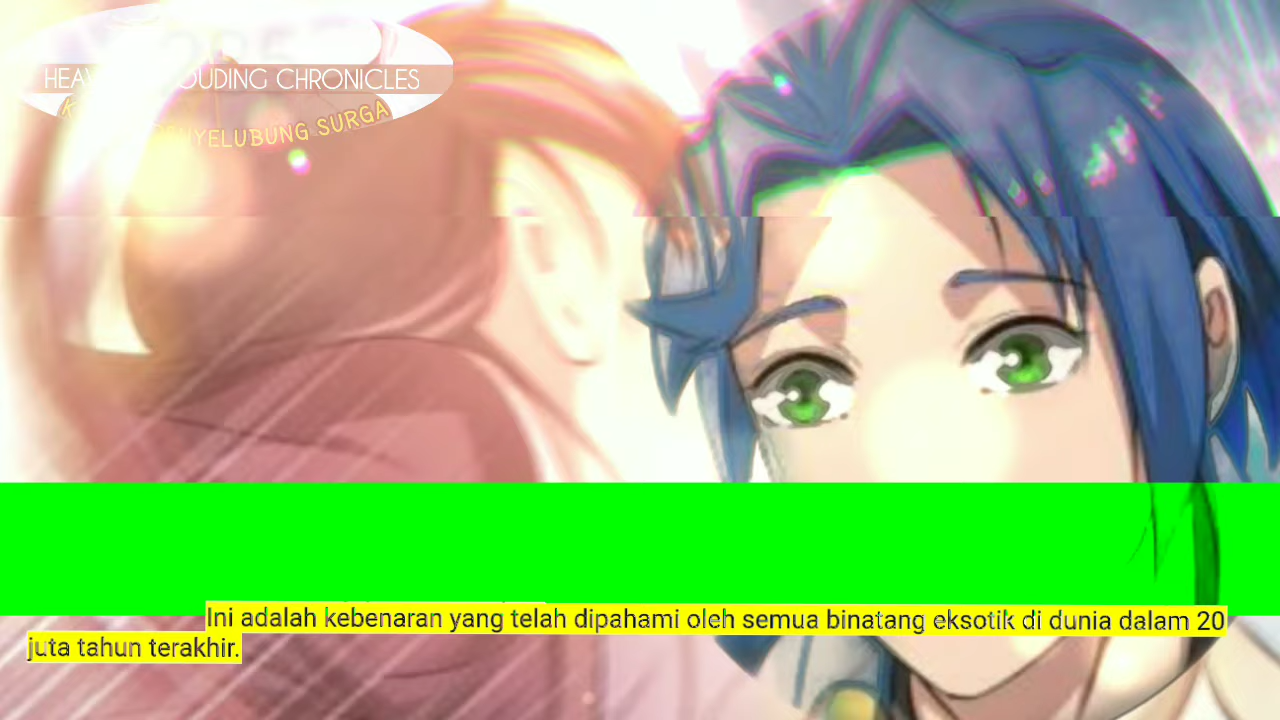 HEAV OUDING CHRONICLES
NYELUBUNG SURGA
Ini adalah kebenaran yang telah dipahami oleh semua binatang eksotik di dunia dalam 20
juta tahun terakhir.